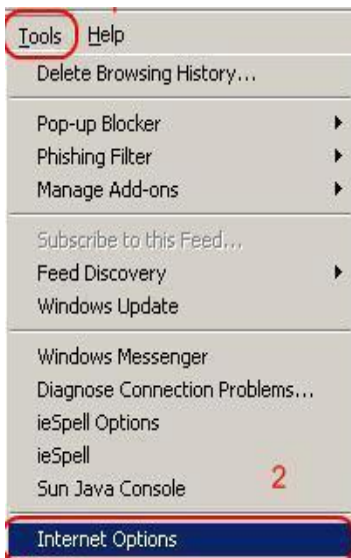 Tools Help
Delete Browsing History...
Pop-up Blocker
Phishing Filter
Manage Add-ons
Subscribe to this Feed...
Feed Discovery
Windows Update
Windows Messenger
Diagnose Connection Problems...
ieSpell Options
ieSpell
Sun Java Console
2
Internet Options